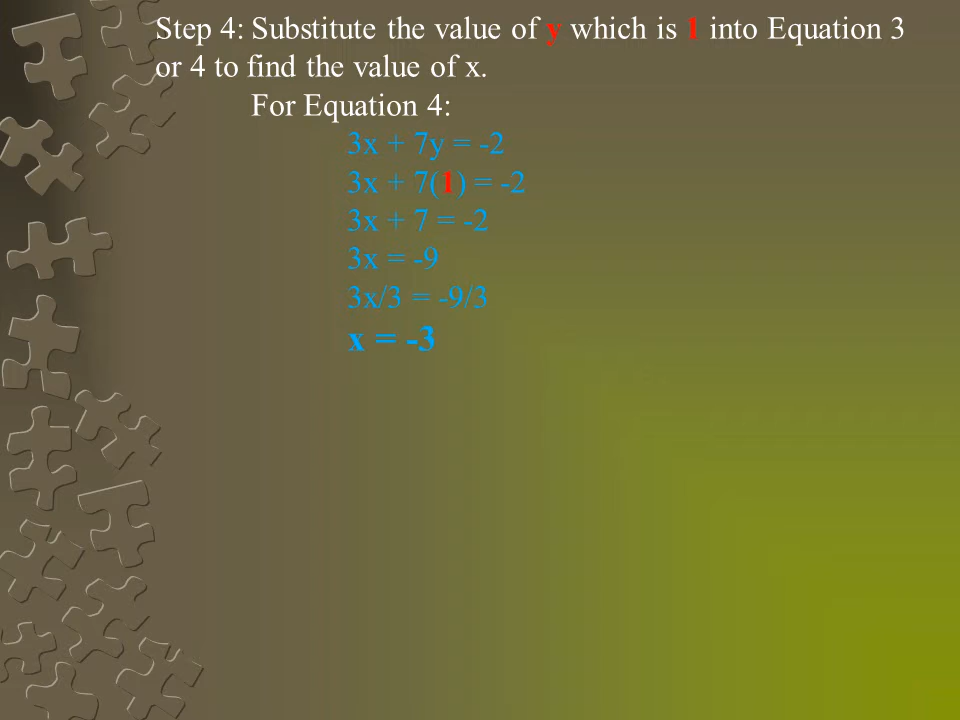 Step 4: Substitute the value of y which is 1 into Equation 3
or 4 to find the value of x.
For Equation 4:
3x + 7y = -2
3x + 7(1) = -2
3x + 7 = -2
3x = -9
3x/3 = -9/3
x = -3